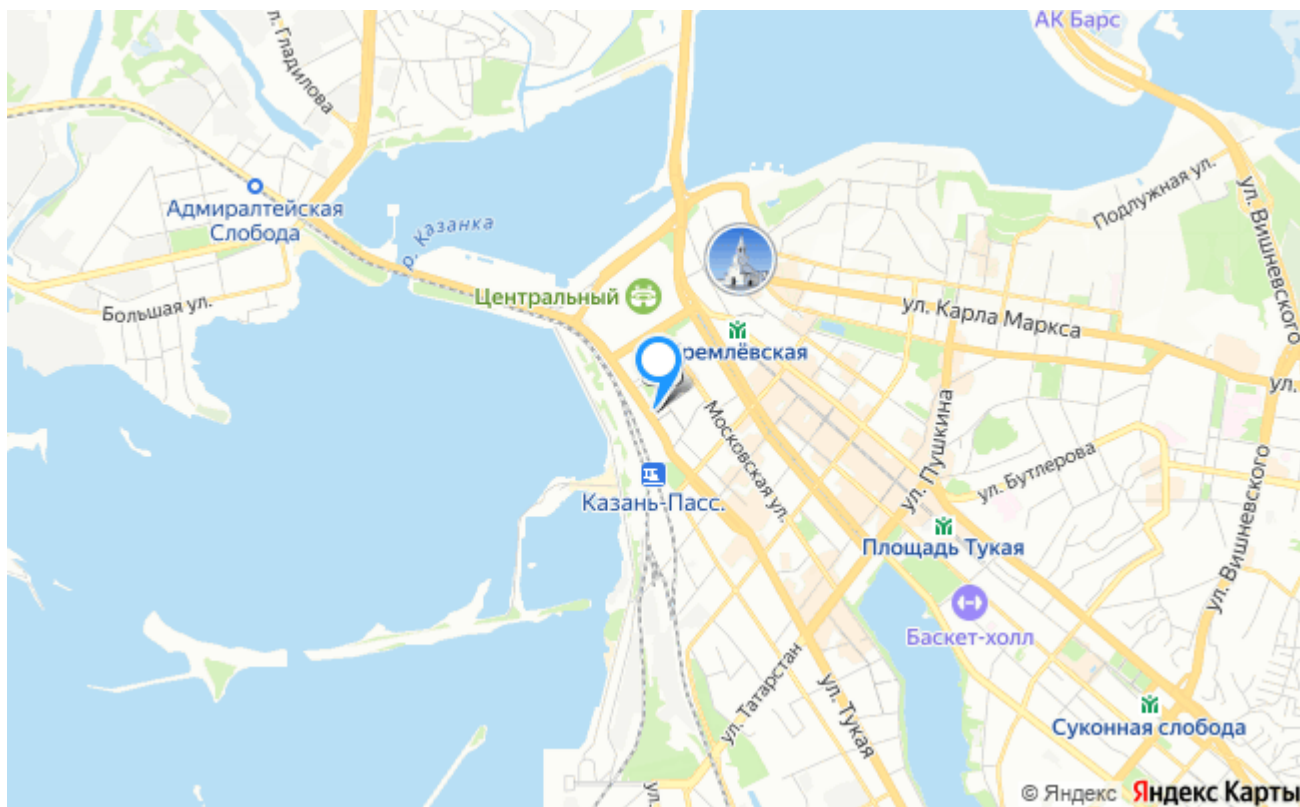 АК Барс
ул. Гладилова
Подлужная ул.
ул. Вишневского
Адмиралтейская
Слобода
р. Казанка
Центральный
Большая ул.
ул. Карла Маркса
Кремлёвская
ул.
Московская ул.
ул. Пушкина
ул. Бутлерова
Казань-Пасс.
Площадь Тукая
ул. Вишневского
Баскет-холл
ул. Татарстан
ул. Тукая
Суконная слобода
ул.
© Яндекс Яндекс Карты